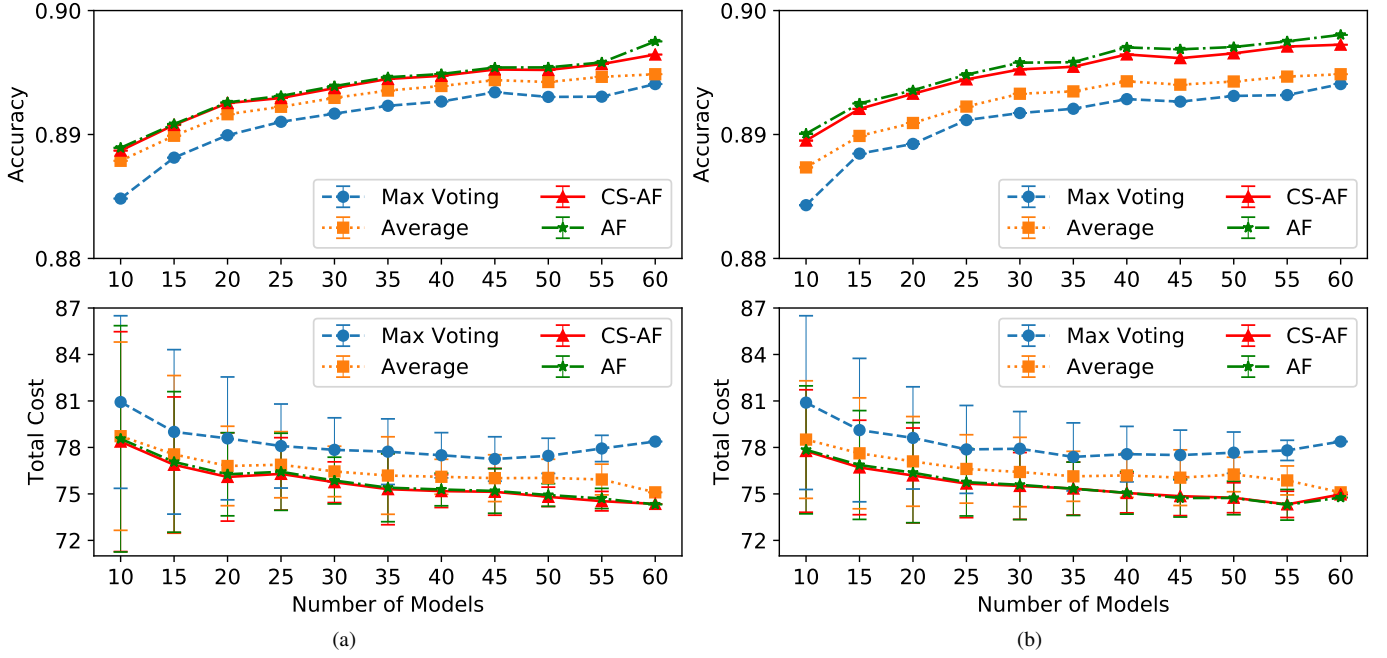 0.90
0.89
0.88
Accuracy
Max Voting
Average
CS-AF
AF
10 15 20 25 30 35 40 45 50 55 60
87
84
81
78
75
72
Total Cost
Max Voting
Average
CS-AF
AF
10 15 20 25 30 35 40 45 50 55 60
Number of Models
(a)
0.90
0.89
0.88
Accuracy
Max Voting
Average
CS-AF
AF
10 15 20 25 30 35 40 45 50 55 60
87
84
81
78
75
72
Total Cost
Max Voting
Average
CS-AF
AF
10 15 20 25 30 35 40 45 50 55 60
Number of Models
(b)